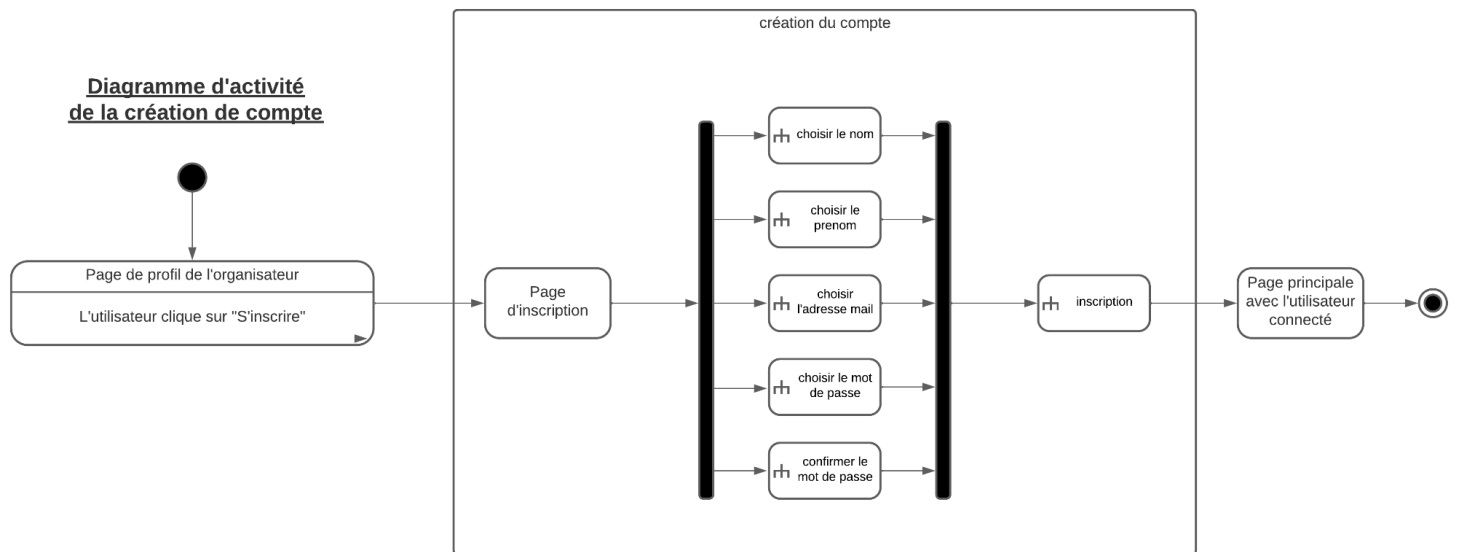 création du compte
Diagramme d'activité
de la création de compte
Page de profil de l'organisateur
L'utilisateur clique sur "S'inscrire"
Page
d'inscription
choisir le nom
choisir le
prenom
choisir
l'adresse mail
choisir le mot
de passe
confirmer le
mot de passe
inscription
Page principale
avec l'utilisateur
connecté